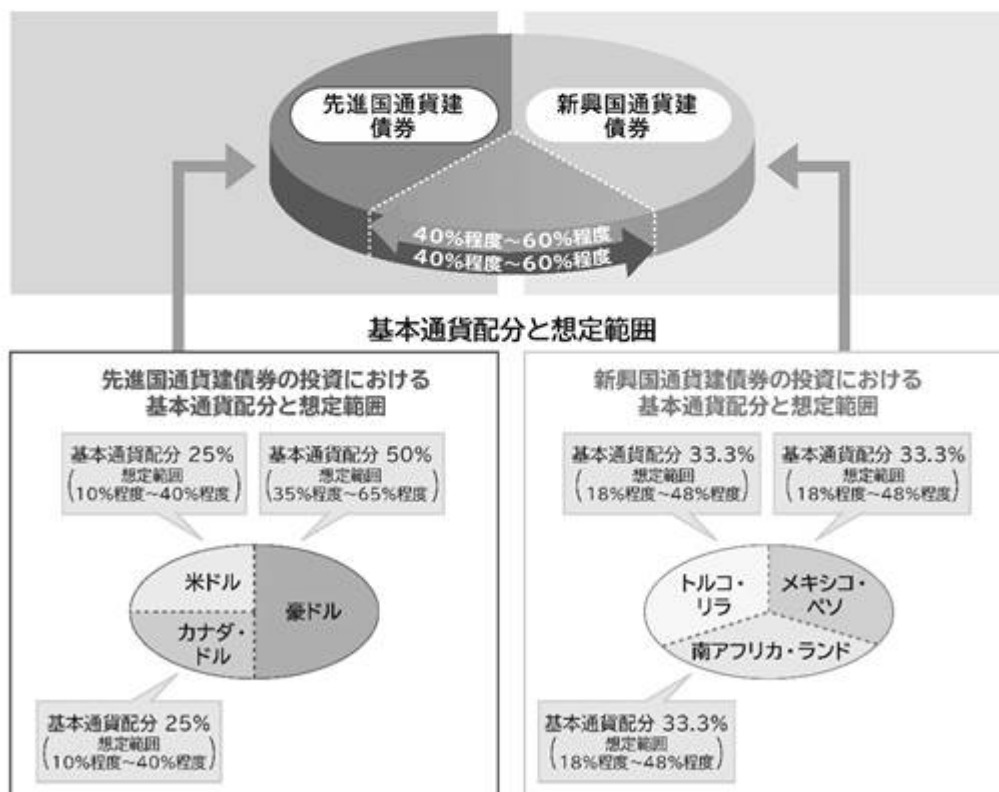 先進国通貨建
債券
新興国通貨建
債券
40%程度～60%程度
40%程度～60%程度
基本通貨配分と想定範囲
先進国通貨建債券の投資における
基本通貨配分と想定範囲
基本通貨配分 25%
想定範囲
(10%程度～40%程度)
基本通貨配分 50%
想定範囲
(35%程度～65%程度)
米ドル
豪ドル
カナダ・
ドル
基本通貨配分 25%
想定範囲
(10%程度～40%程度)
新興国通貨建債券の投資における
基本通貨配分と想定範囲
基本通貨配分 33.3%
想定範囲
(18%程度～48%程度)
基本通貨配分 33.3%
想定範囲
(18%程度～48%程度)
トルコ・
リラ
メキシコ・
ペソ
南アフリカ・ランド
基本通貨配分 33.3%
想定範囲
(18%程度～48%程度)